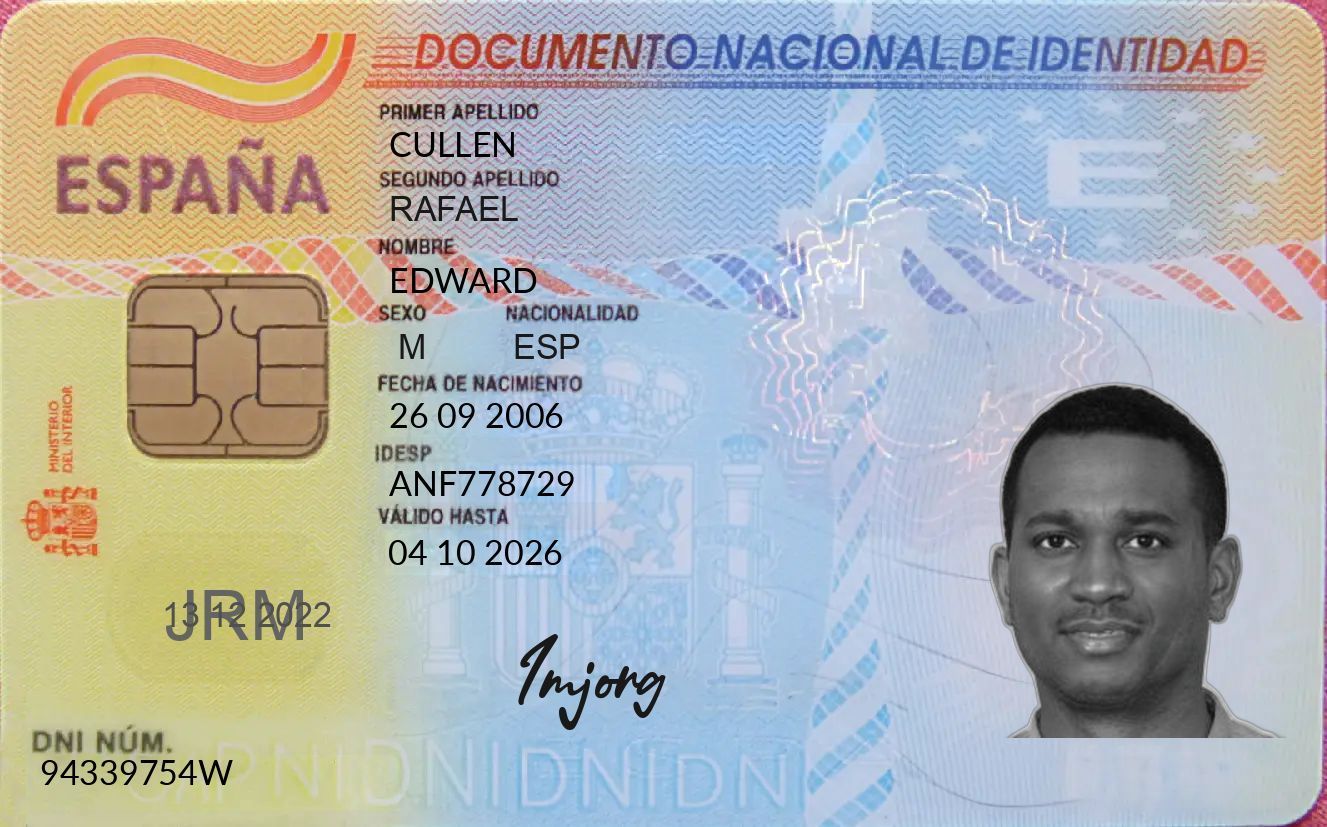 DOCUMENTO NACIONAL DE IDENTIDAD
ESPAÑA
PRIMER APELLIDO
CULLEN
SEGUNDO APELLIDO
RAFAEL
NOMBRE
EDWARD
SEXO NACIONALIDAD
M ESP
FECHA DE NACIMIENTO
26 09 2006
IDESP
ANF778729
VÁLIDO HASTA
04 10 2026
MINISTERIO
DEL INTERIOR
E
13 12 2022
JRM
Imjong
DNI NÚM.
94339754W
DNIDNIDNIDN